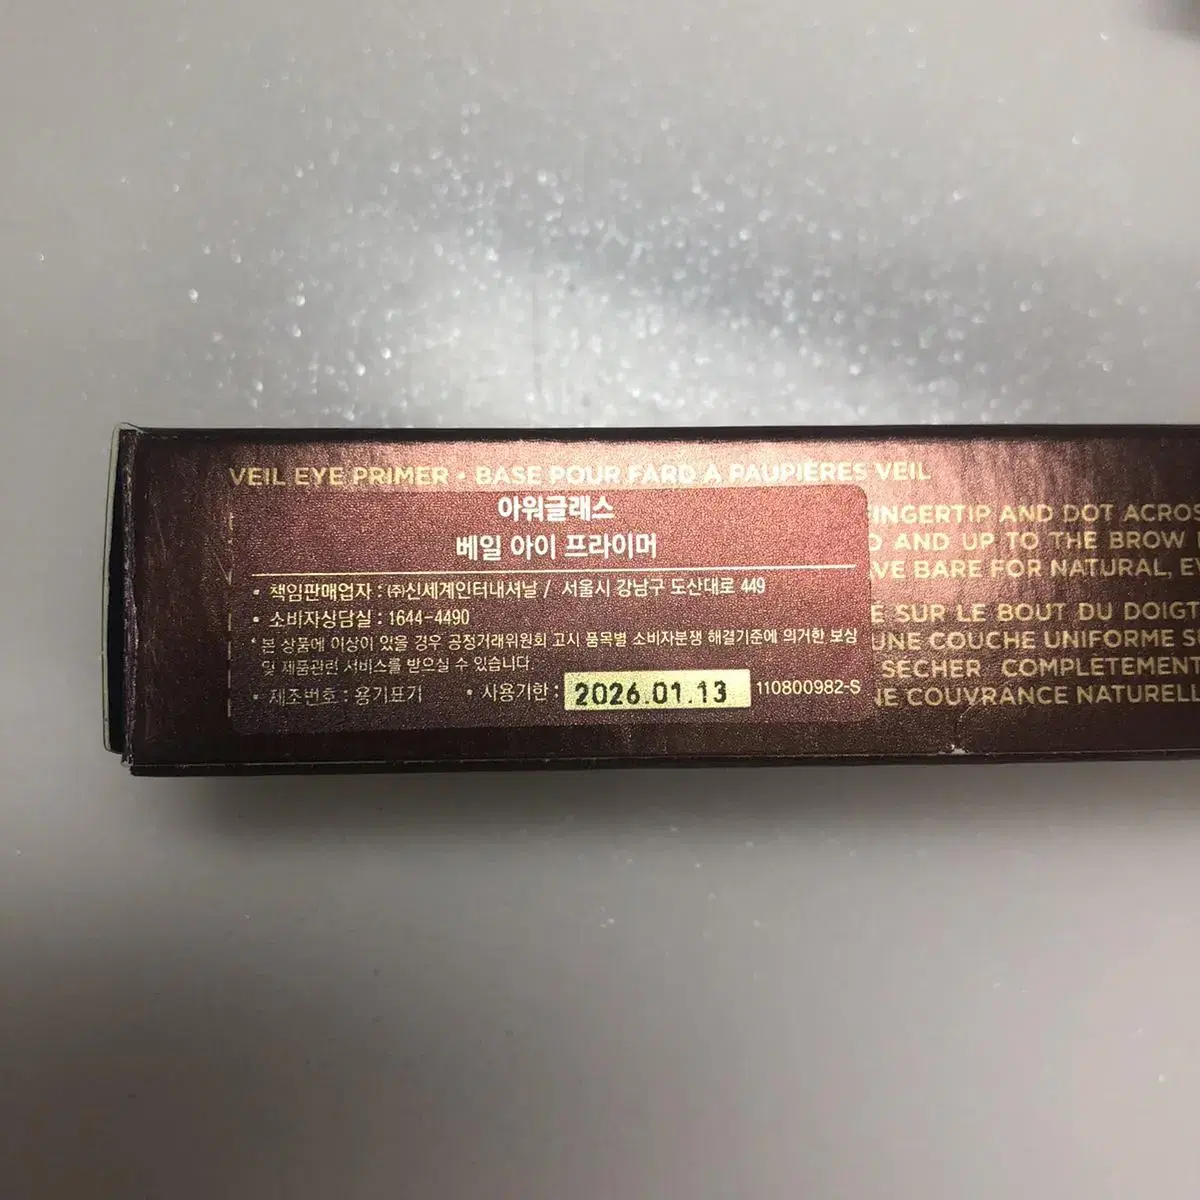 VEIL EYE PRIMER • BASE POUR FARD À PAUPIÈRES VEIL
아워글래스
베일 아이 프라이머
• 책임판매업자 : ㈜신세계인터내셔날 / 서울시 강남구 도산대로 449
• 소비자상담실 : 1644-4490
* 본 상품에 이상이 있을 경우 공정거래위원회 고시 품목별 소비자분쟁 해결기준에 의거한 보상
및 제품관련 서비스를 받으실 수 있습니다.
• 제조번호 : 용기표기 • 사용기한 : 2026.01.13 110800982-S
INGERTIP AND DOT ACROS
AND UP TO THE BROW
VE BARE FOR NATURAL, EV
SUR LE BOUT DU DOIGT
UNE COUCHE UNIFORME S
SÉCHER COMPLÈTEMENT
NE COUVRANCE NATURELL